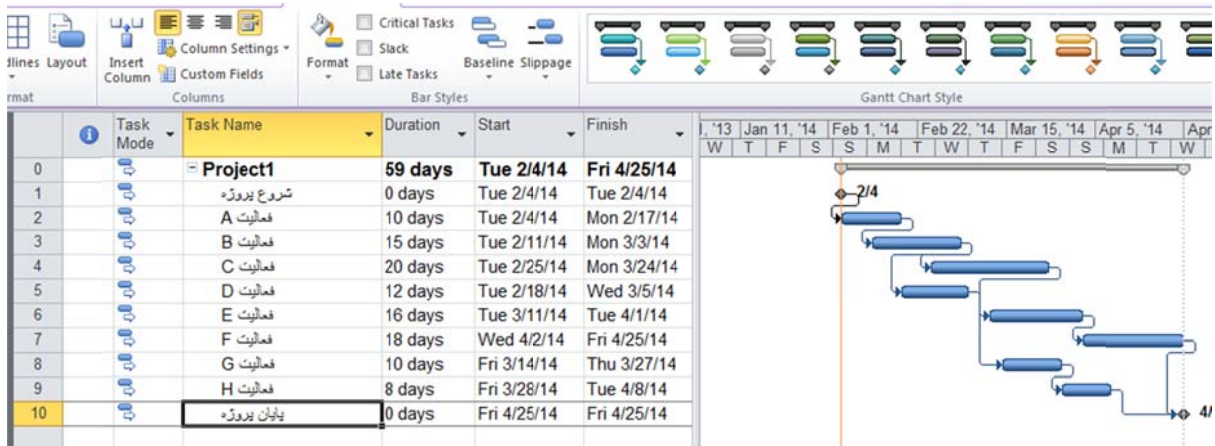 dlines Layout Insert Column Column Settings Custom Fields Format Critical Tasks Slack Late Tasks Baseline Slippage
rmat Columns Bar Styles Gantt Chart Style
Task Mode Task Name Duration Start Finish , '13 Jan 11, '14 Feb 1, '14 Feb 22, '14 Mar 15, '14 Apr 5, '14 Apr
W T F S S M T W T F S S M T W
0 Project1 59 days Tue 2/4/14 Fri 4/25/14
1 شروع پروژه 0 days Tue 2/4/14 Tue 2/4/14 2/4
2 فعالیت A 10 days Tue 2/4/14 Mon 2/17/14
3 فعالیت B 15 days Tue 2/11/14 Mon 3/3/14
4 فعالیت C 20 days Tue 2/25/14 Mon 3/24/14
5 فعالیت D 12 days Tue 2/18/14 Wed 3/5/14
6 فعالیت E 16 days Tue 3/11/14 Tue 4/1/14
7 فعالیت F 18 days Wed 4/2/14 Fri 4/25/14
8 فعالیت G 10 days Fri 3/14/14 Thu 3/27/14
9 فعالیت H 8 days Fri 3/28/14 Tue 4/8/14
10 پایان پروژه 0 days Fri 4/25/14 Fri 4/25/14 4/